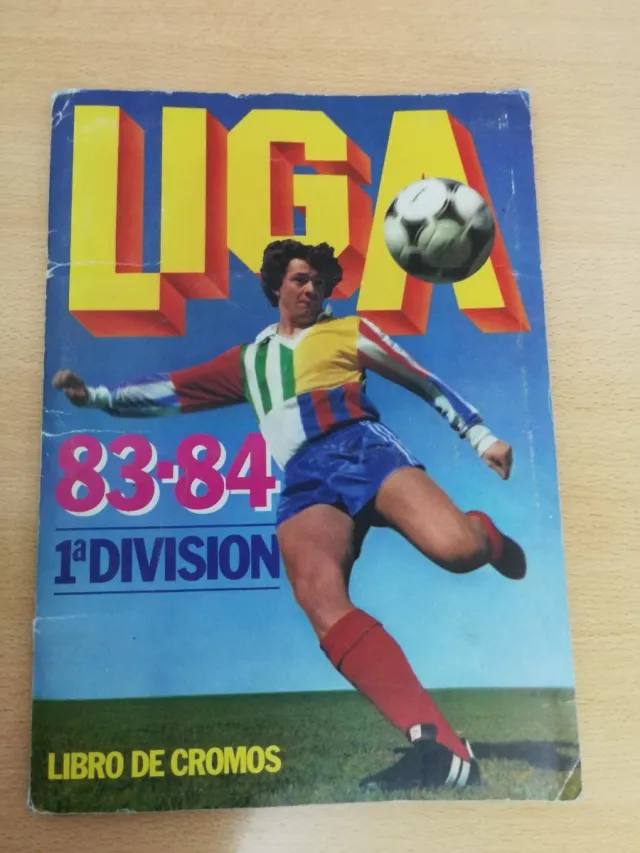 LIGA
83-84
1ª DIVISION
LIBRO DE CROMOS